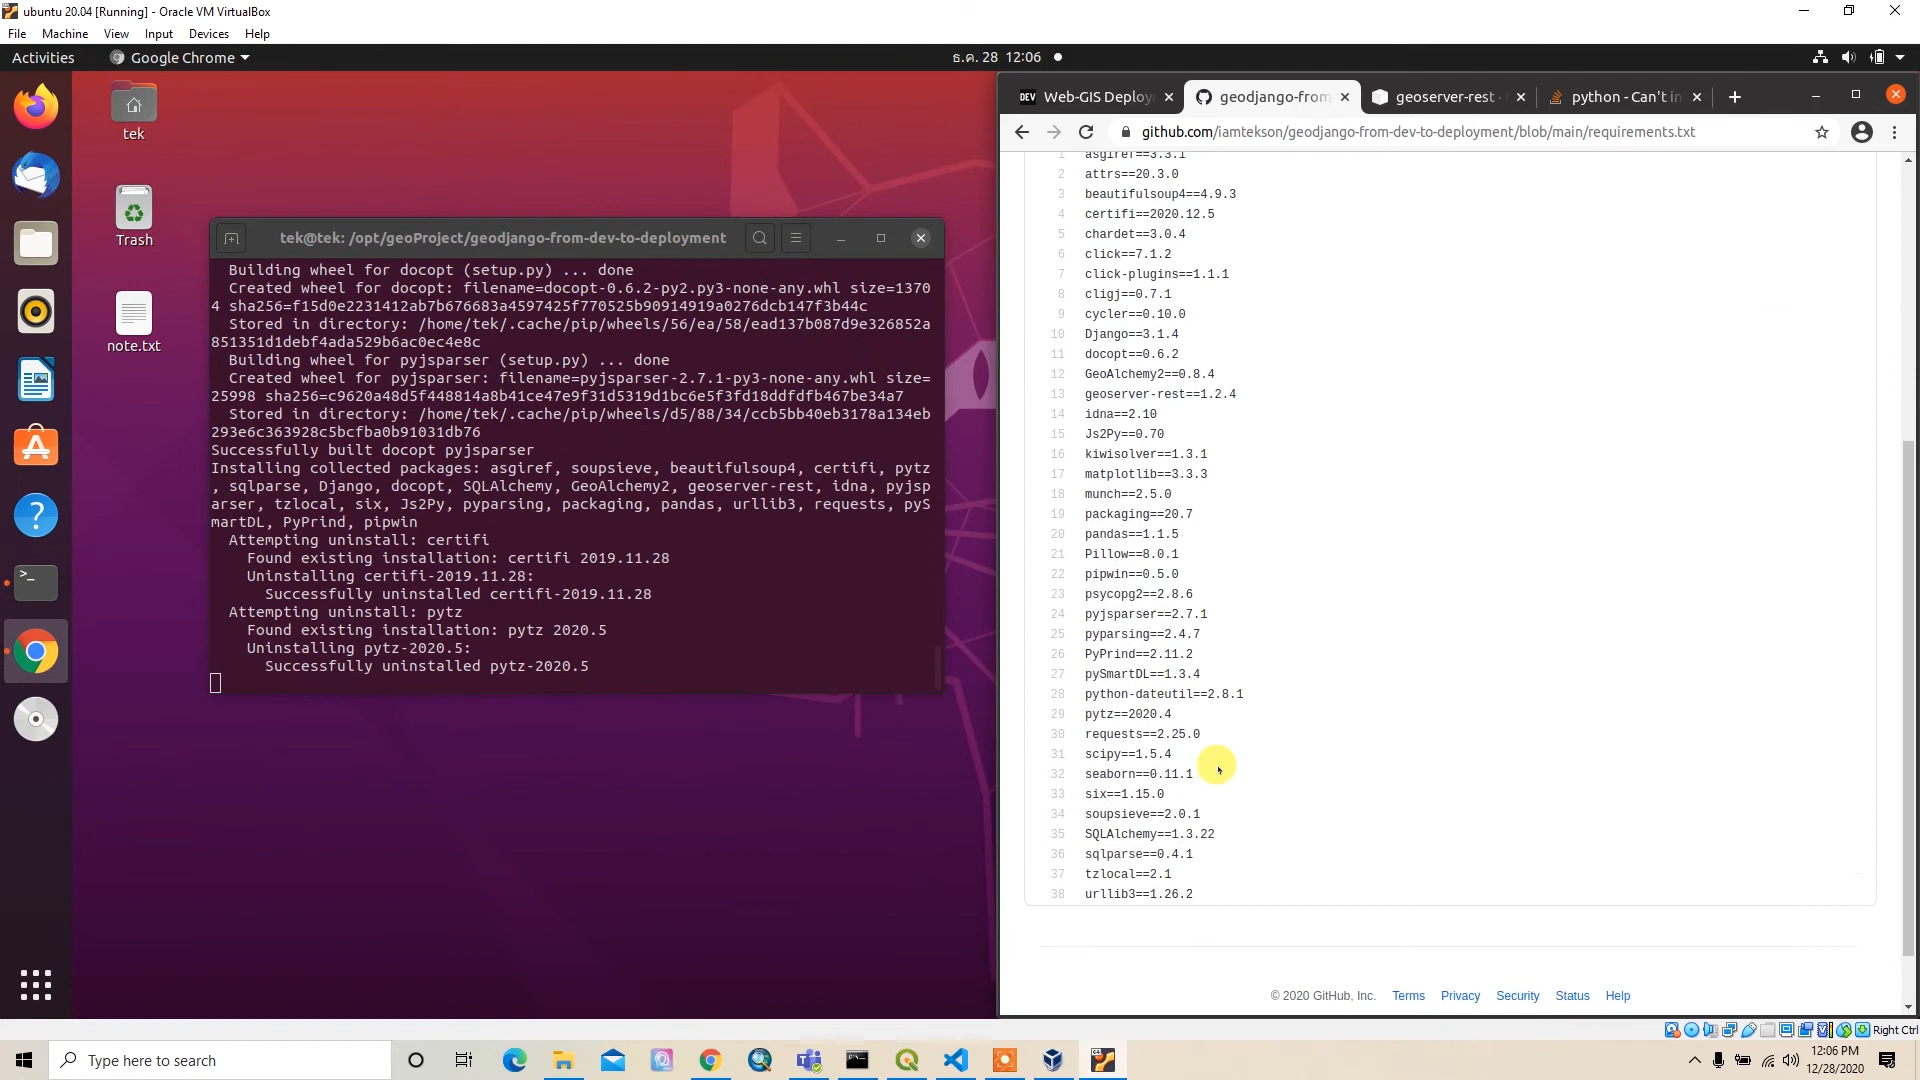 ubuntu 20.04 [Running] - Oracle VM VirtualBox
File Machine View Input Devices Help
Activities Google Chrome ธ.ค. 28 12:06
tek
Trash
note.txt
tek@tek: /opt/geoProject/geodjango-from-dev-to-deployment
Building wheel for docopt (setup.py) ... done
Created wheel for docopt: filename=docopt-0.6.2-py2.py3-none-any.whl size=1370
4 sha256=f15d0e2231412ab7b676683a4597425f770525b90914919a0276dcb147f3b44c
Stored in directory: /home/tek/.cache/pip/wheels/56/ea/58/ead137b087d9e326852a
851351d1debf4ada529b6ac0ec4e8c
Building wheel for pyjsparser (setup.py) ... done
Created wheel for pyjsparser: filename=pyjsparser-2.7.1-py3-none-any.whl size=
25998 sha256=c9620a48d5f448814a8b41ce47e9f31d5319d1bc6e5f3fd18ddfdfb467be34a7
Stored in directory: /home/tek/.cache/pip/wheels/d5/88/34/ccb5bb40eb3178a134eb
293e6c363928c5bcfba0b91031db76
Successfully built docopt pyjsparser
Installing collected packages: asgiref, soupsieve, beautifulsoup4, certifi, pytz
, sqlparse, Django, docopt, SQLAlchemy, GeoAlchemy2, geoserver-rest, idna, pyjsp
arser, tzlocal, six, Js2Py, pyparsing, packaging, pandas, urllib3, requests, pyS
martDL, PyPrind, pipwin
Attempting uninstall: certifi
Found existing installation: certifi 2019.11.28
Uninstalling certifi-2019.11.28:
Successfully uninstalled certifi-2019.11.28
Attempting uninstall: pytz
Found existing installation: pytz 2020.5
Uninstalling pytz-2020.5:
Successfully uninstalled pytz-2020.5
DEV Web-GIS Deploy geodjango-from geoserver-rest · python - Can't in
github.com/iamtekson/geodjango-from-dev-to-deployment/blob/main/requirements.txt
1 asgiref==3.3.1
2 attrs==20.3.0
3 beautifulsoup4==4.9.3
4 certifi==2020.12.5
5 chardet==3.0.4
6 click==7.1.2
7 click-plugins==1.1.1
8 cligj==0.7.1
9 cycler==0.10.0
10 Django==3.1.4
11 docopt==0.6.2
12 GeoAlchemy2==0.8.4
13 geoserver-rest==1.2.4
14 idna==2.10
15 Js2Py==0.70
16 kiwisolver==1.3.1
17 matplotlib==3.3.3
18 munch==2.5.0
19 packaging==20.7
20 pandas==1.1.5
21 Pillow==8.0.1
22 pipwin==0.5.0
23 psycopg2==2.8.6
24 pyjsparser==2.7.1
25 pyparsing==2.4.7
26 PyPrind==2.11.2
27 pySmartDL==1.3.4
28 python-dateutil==2.8.1
29 pytz==2020.4
30 requests==2.25.0
31 scipy==1.5.4
32 seaborn==0.11.1
33 six==1.15.0
34 soupsieve==2.0.1
35 SQLAlchemy==1.3.22
36 sqlparse==0.4.1
37 tzlocal==2.1
38 urllib3==1.26.2
© 2020 GitHub, Inc. Terms Privacy Security Status Help
Right Ctrl
Type here to search
12:06 PM
12/28/2020